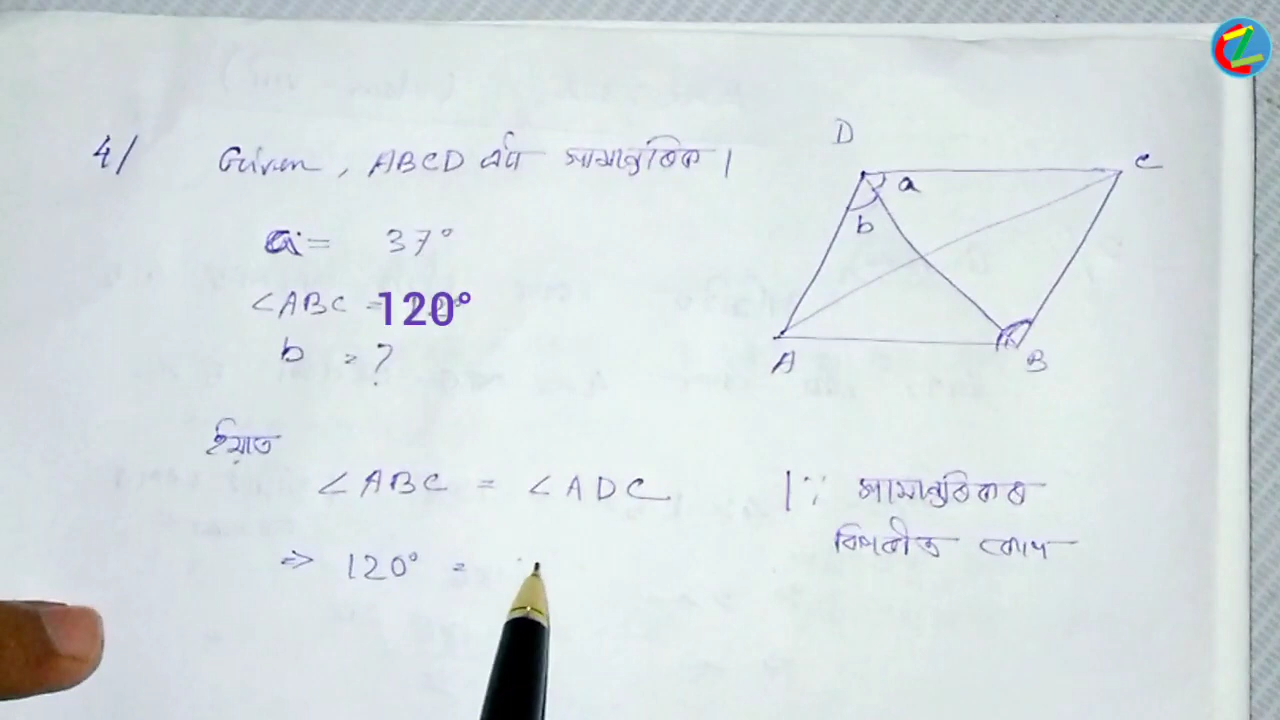 4/ Given, ABCD এটা সামান্তৰিক।
a = 37°
∠ABC = 120°
b = ?
ইয়াত
∠ABC = ∠ADC |∵ সামান্তৰিকৰ
বিপৰীত কোণ
⇒ 120° =
D
C
a
b
A
B